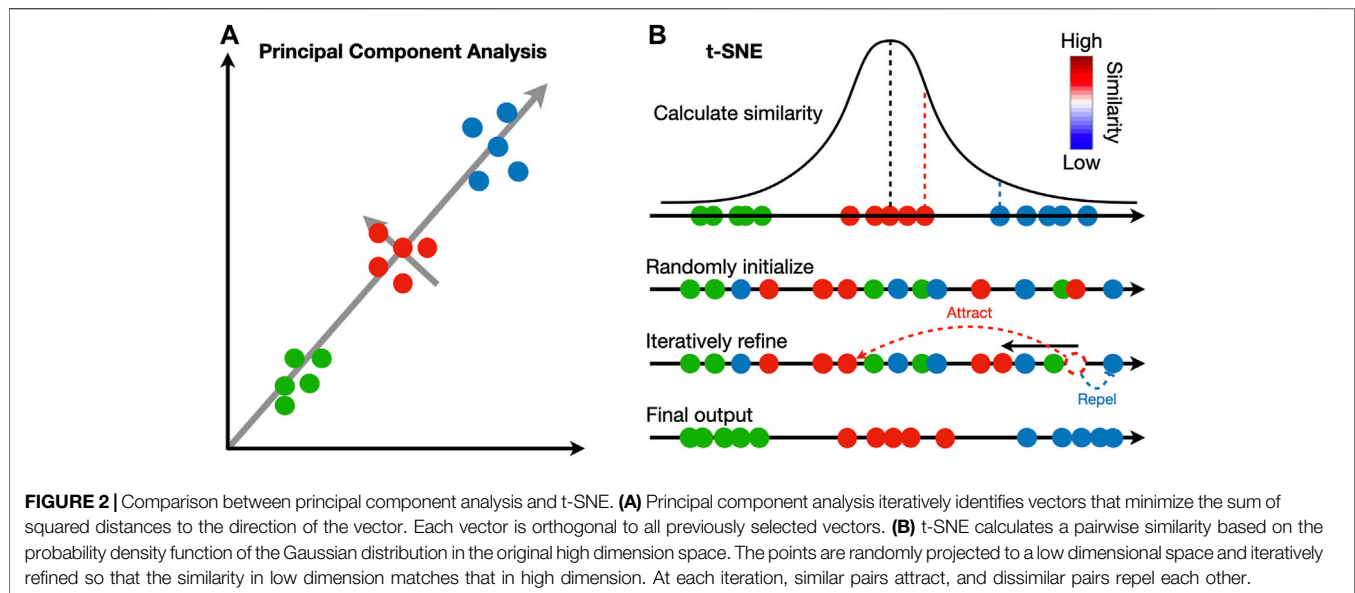 A
Principal Component Analysis
B
t-SNE
Calculate similarity
High
Similarity
Low
Randomly initialize
Attract
Iteratively refine
Repel
Final output
FIGURE 2 | Comparison between principal component analysis and t-SNE. (A) Principal component analysis iteratively identifies vectors that minimize the sum of
squared distances to the direction of the vector. Each vector is orthogonal to all previously selected vectors. (B) t-SNE calculates a pairwise similarity based on the
probability density function of the Gaussian distribution in the original high dimension space. The points are randomly projected to a low dimensional space and iteratively
refined so that the similarity in low dimension matches that in high dimension. At each iteration, similar pairs attract, and dissimilar pairs repel each other.